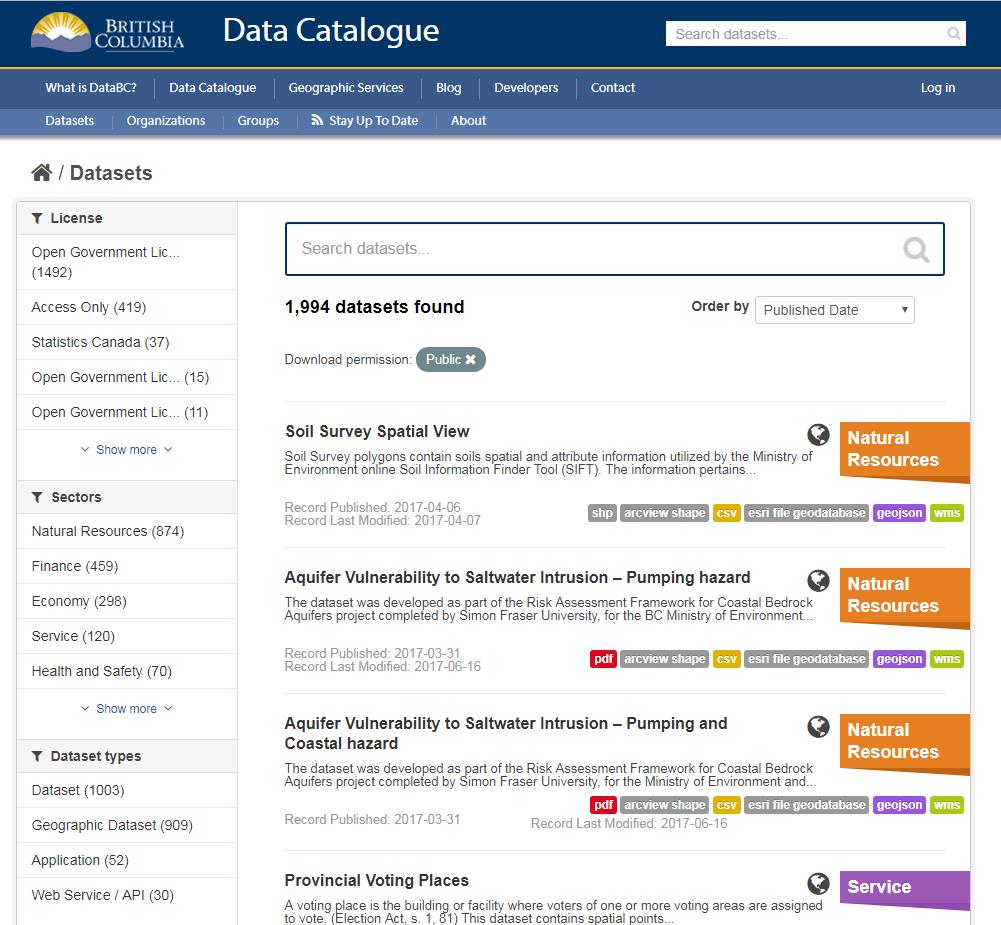 BRITISH
COLUMBIA
Data Catalogue
Search datasets...
What is DataBC?
Data Catalogue
Geographic Services
Blog
Developers
Contact
Log in
Datasets
Organizations
Groups
Stay Up To Date
About
/ Datasets
License
Open Government Lic...
(1492)
Access Only (419)
Statistics Canada (37)
Open Government Lic... (15)
Open Government Lic... (11)
Show more
Sectors
Natural Resources (874)
Finance (459)
Economy (298)
Service (120)
Health and Safety (70)
Show more
Dataset types
Dataset (1003)
Geographic Dataset (909)
Application (52)
Web Service / API (30)
Search datasets...
1,994 datasets found
Order by
Published Date
Download permission: Public ✖
Soil Survey Spatial View
Natural
Resources
Soil Survey polygons contain soils spatial and attribute information utilized by the Ministry of
Environment online Soil Information Finder Tool (SIFT). The information pertains...
Record Published: 2017-04-06
Record Last Modified: 2017-04-07
shp arcview shape csv esri file geodatabase geojson wms
Aquifer Vulnerability to Saltwater Intrusion – Pumping hazard
Natural
Resources
The dataset was developed as part of the Risk Assessment Framework for Coastal Bedrock
Aquifers project completed by Simon Fraser University, for the BC Ministry of Environment...
Record Published: 2017-03-31
Record Last Modified: 2017-06-16
pdf arcview shape csv esri file geodatabase geojson wms
Aquifer Vulnerability to Saltwater Intrusion – Pumping and
Coastal hazard
Natural
Resources
The dataset was developed as part of the Risk Assessment Framework for Coastal Bedrock
Aquifers project completed by Simon Fraser University, for the Ministry of Environment and...
pdf arcview shape csv esri file geodatabase geojson wms
Record Published: 2017-03-31
Record Last Modified: 2017-06-16
Provincial Voting Places
Service
A voting place is the building or facility where voters of one or more voting areas are assigned
to vote. (Election Act, s. 1, 81) This dataset contains spatial points...